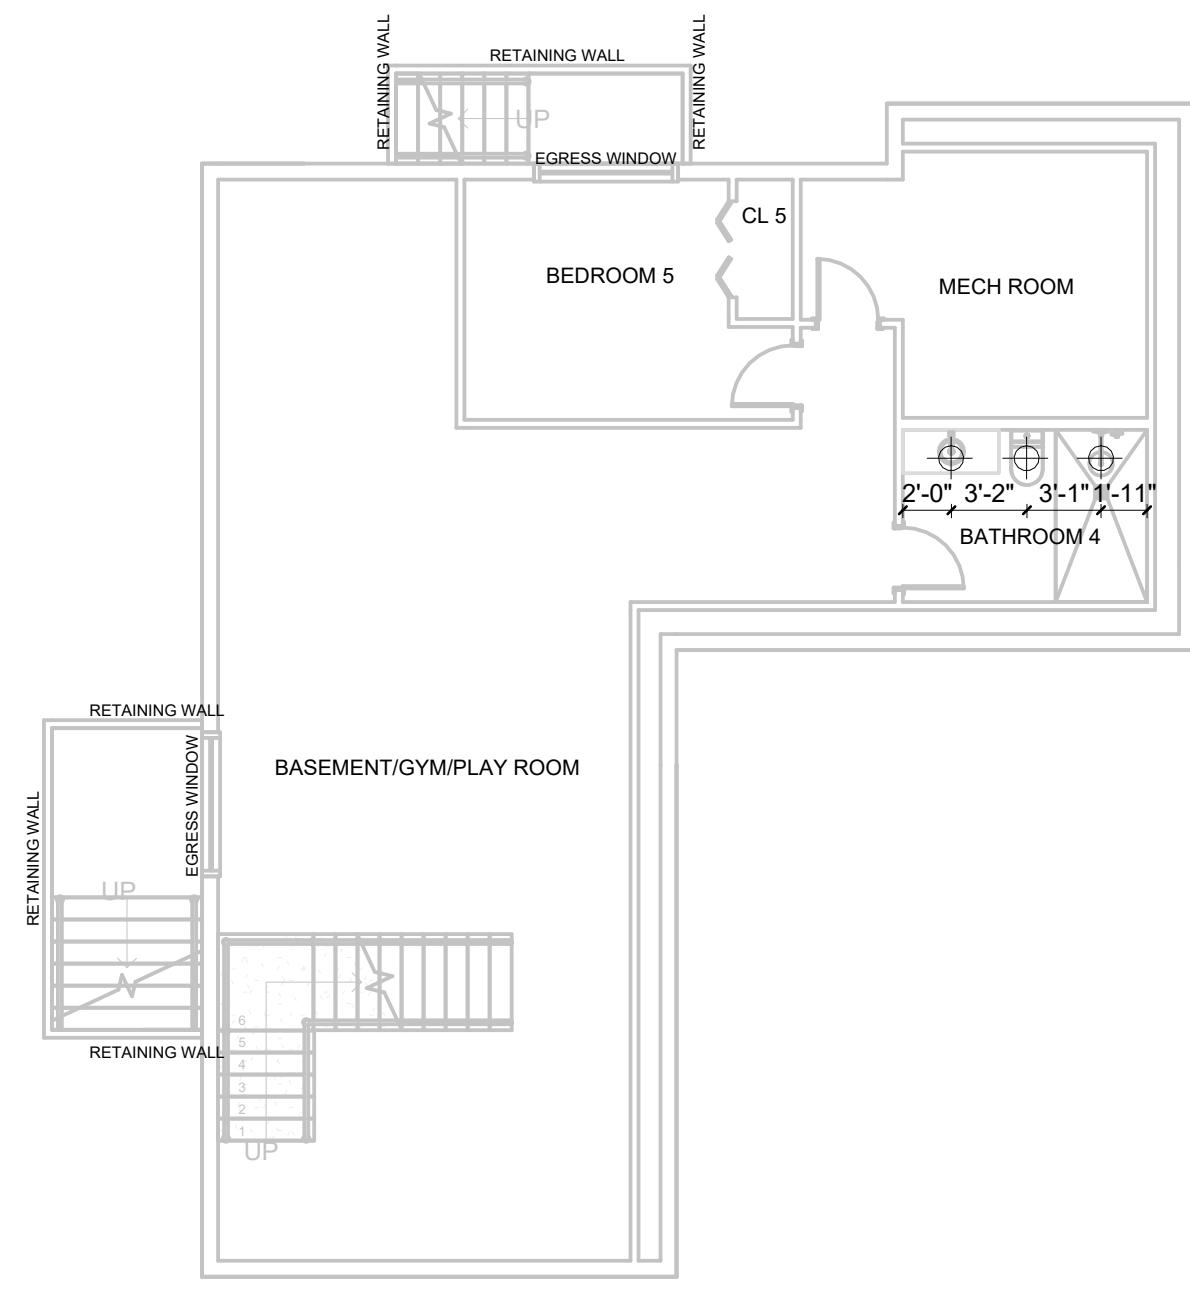 RETAINING WALL
RETAINING WALL
RETAINING WALL
UP
EGRESS WINDOW
CL 5
BEDROOM 5
MECH ROOM
2'-0" 3'-2" 3'-1" 1'-11"
BATHROOM 4
RETAINING WALL
EGRESS WINDOW
BASEMENT/GYM/PLAY ROOM
RETAINING WALL
UP
6
5
4
3
2
1
UP
RETAINING WALL